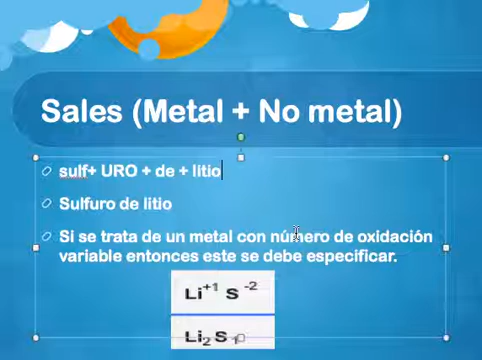 Sales (Metal + No metal)
sulf+ URO + de + litio
Sulfuro de litio
Si se trata de un metal con número de oxidación
variable entonces este se debe especificar.
Li⁺¹ S ⁻²
Li₂ S